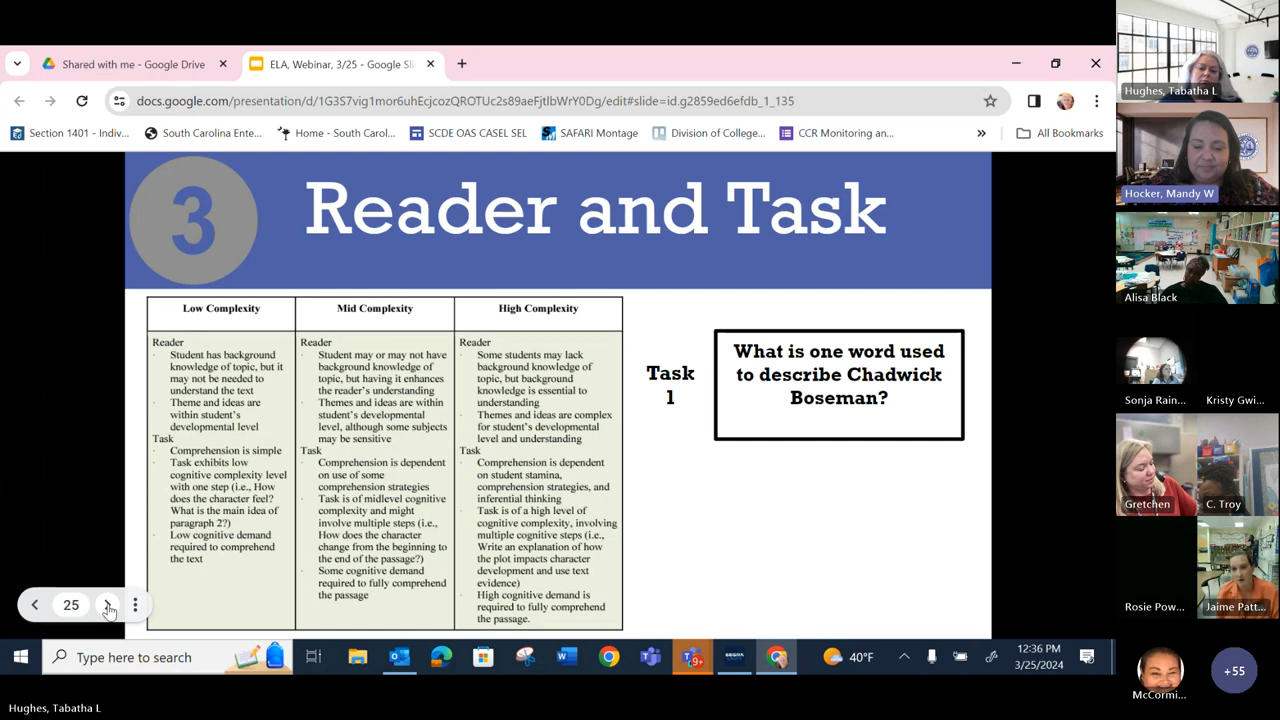 Shared with me - Google Drive
ELA, Webinar, 3/25 - Google Sli
docs.google.com/presentation/d/1G3S7vig1mor6uhEcjcozQROTUc2s89aeFjtIbWrY0Dg/edit#slide=id.g2859ed6efdb_1_135
Section 1401 - Indiv...
South Carolina Ente...
Home - South Carol...
SCDE OAS CASEL SEL
SAFARI Montage
Division of College...
CCR Monitoring an...
»
All Bookmarks
3
Reader and Task
Low Complexity
Reader
· Student has background
knowledge of topic, but it
may not be needed to
understand the text
· Theme and ideas are
within student's
developmental level
Task
· Comprehension is simple
· Task exhibits low
cognitive complexity level
with one step (i.e., How
does the character feel?
What is the main idea of
paragraph 2?)
· Low cognitive demand
required to comprehend
the text
Mid Complexity
Reader
· Student may or may not have
background knowledge of
topic, but having it enhances
the reader's understanding
· Themes and ideas are within
student's developmental
level, although some subjects
may be sensitive
Task
· Comprehension is dependent
on use of some
comprehension strategies
· Task is of midlevel cognitive
complexity and might
involve multiple steps (i.e.,
How does the character
change from the beginning to
the end of the passage?)
· Some cognitive demand
required to fully comprehend
the passage
High Complexity
Reader
· Some students may lack
background knowledge of
topic, but background
knowledge is essential to
understanding
· Themes and ideas are complex
for student's developmental
level and understanding
Task
· Comprehension is dependent
on student stamina,
comprehension strategies, and
inferential thinking
· Task is of a high level of
cognitive complexity, involving
multiple cognitive steps (i.e.,
Write an explanation of how
the plot impacts character
development and use text
evidence)
· High cognitive demand is
required to fully comprehend
the passage.
Task
1
What is one word used
to describe Chadwick
Boseman?
25
Type here to search
9+
40°F
12:36 PM
3/25/2024
Hughes, Tabatha L
Hocker, Mandy W
Alisa Black
Sonja Rain...
Kristy Gwi...
Gretchen
C. Troy
Rosie Pow...
Jaime Patt...
McCormi...
+55
Hughes, Tabatha L